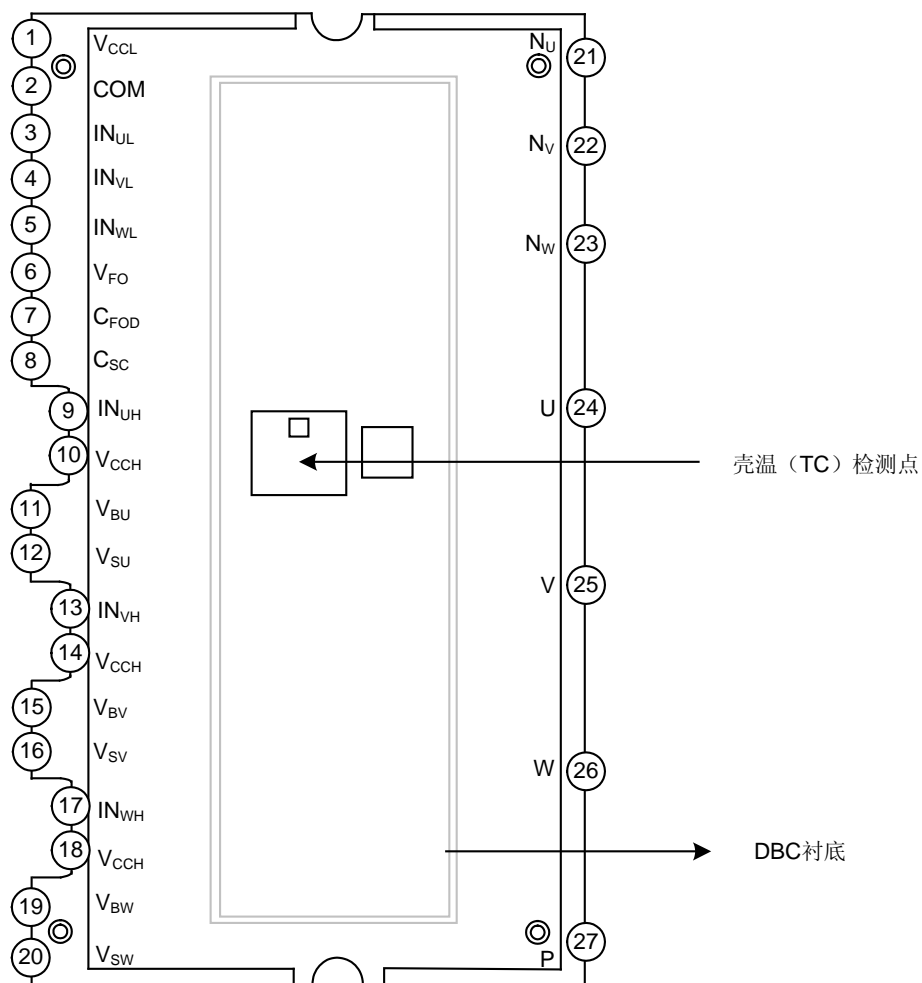 1 V_CCL
2 COM
3 IN_UL
4 IN_VL
5 IN_WL
6 V_FO
7 C_FOD
8 C_SC
9 IN_UH
10 V_CCH
11 V_BU
12 V_SU
13 IN_VH
14 V_CCH
15 V_BV
16 V_SV
17 IN_WH
18 V_CCH
19 V_BW
20 V_SW
N_U 21
N_V 22
N_W 23
U 24
V 25
W 26
P 27
壳温（TC）检测点
DBC衬底